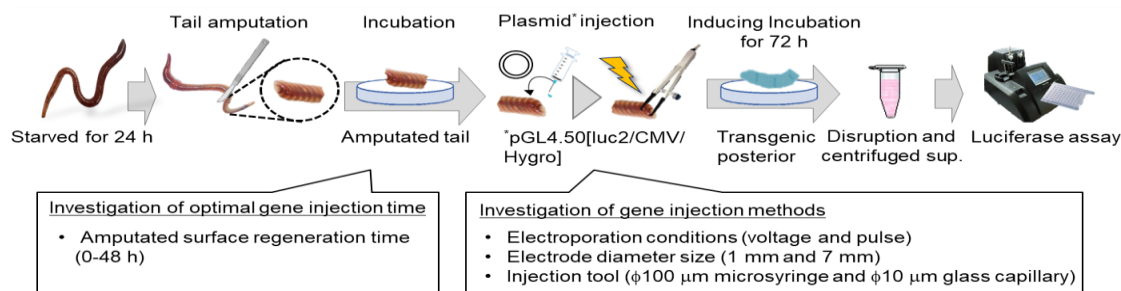 Tail amputation
Incubation
Plasmid* injection
Inducing Incubation
for 72 h
Starved for 24 h
Amputated tail
*pGL4.50[luc2/CMV/
Hygro]
Transgenic
posterior
Disruption and
centrifuged sup.
Luciferase assay
Investigation of optimal gene injection time
• Amputated surface regeneration time
(0-48 h)
Investigation of gene injection methods
• Electroporation conditions (voltage and pulse)
• Electrode diameter size (1 mm and 7 mm)
• Injection tool (ϕ100 μm microsyringe and ϕ10 μm glass capillary)